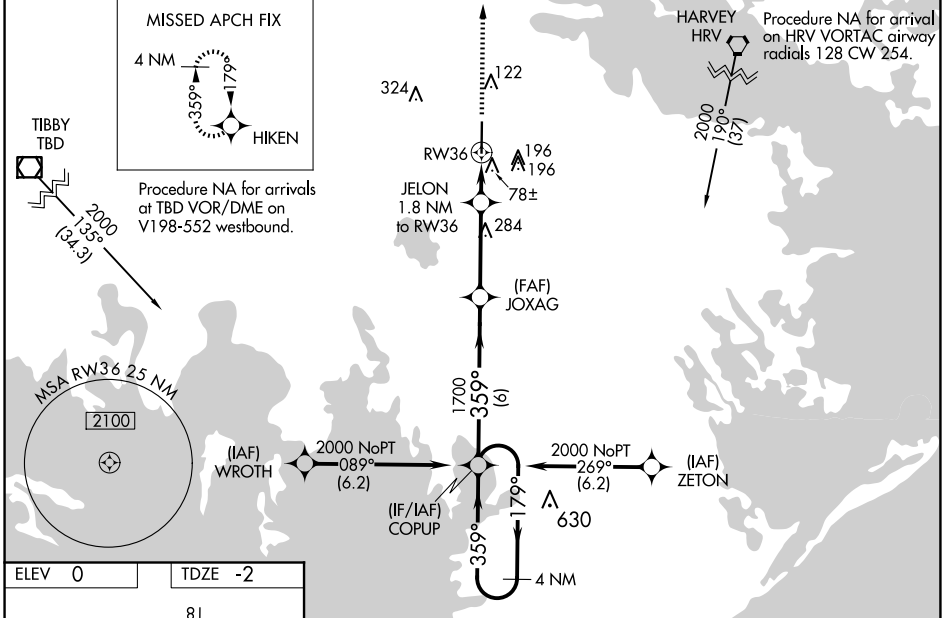 MISSED APCH FIX
4 NM
359°
179°
HIKEN
TIBBY
TBD
2000
135°
(34.3)
Procedure NA for arrivals
at TBD VOR/DME on
V198-552 westbound.
324
122
RW36
196
196
78±
JELON
1.8 NM
to RW36
284
(FAF)
JOXAG
HARVEY
HRV
Procedure NA for arrival
on HRV VORTAC airway
radials 128 CW 254.
2000
190°
(37)
MSA RW36 25 NM
2100
1700
359°
(6)
(IAF)
WROTH
2000 NoPT
089°
(6.2)
(IF/IAF)
COPUP
2000 NoPT
269°
(6.2)
(IAF)
ZETON
359°
179°
630
4 NM
ELEV 0
TDZE -2